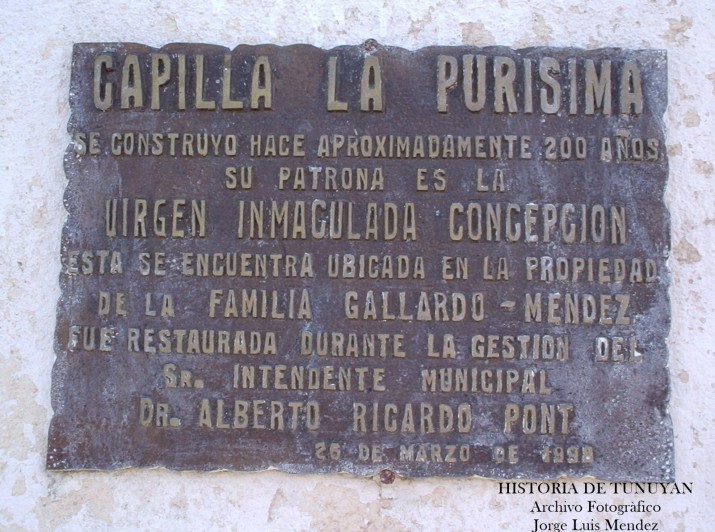 CAPILLA LA PURISIMA
SE CONSTRUYO HACE APROXIMADAMENTE 200 AÑOS
SU PATRONA ES LA
VIRGEN INMACULADA CONCEPCION
ESTA SE ENCUENTRA UBICADA EN LA PROPIEDAD
DE LA FAMILIA GALLARDO - MENDEZ
FUE RESTAURADA DURANTE LA GESTION DEL
SR. INTENDENTE MUNICIPAL
DR. ALBERTO RICARDO PONT
26 DE MARZO DE
HISTORIA DE TUNUYAN
Archivo Fotogràfico
Jorge Luis Mendez